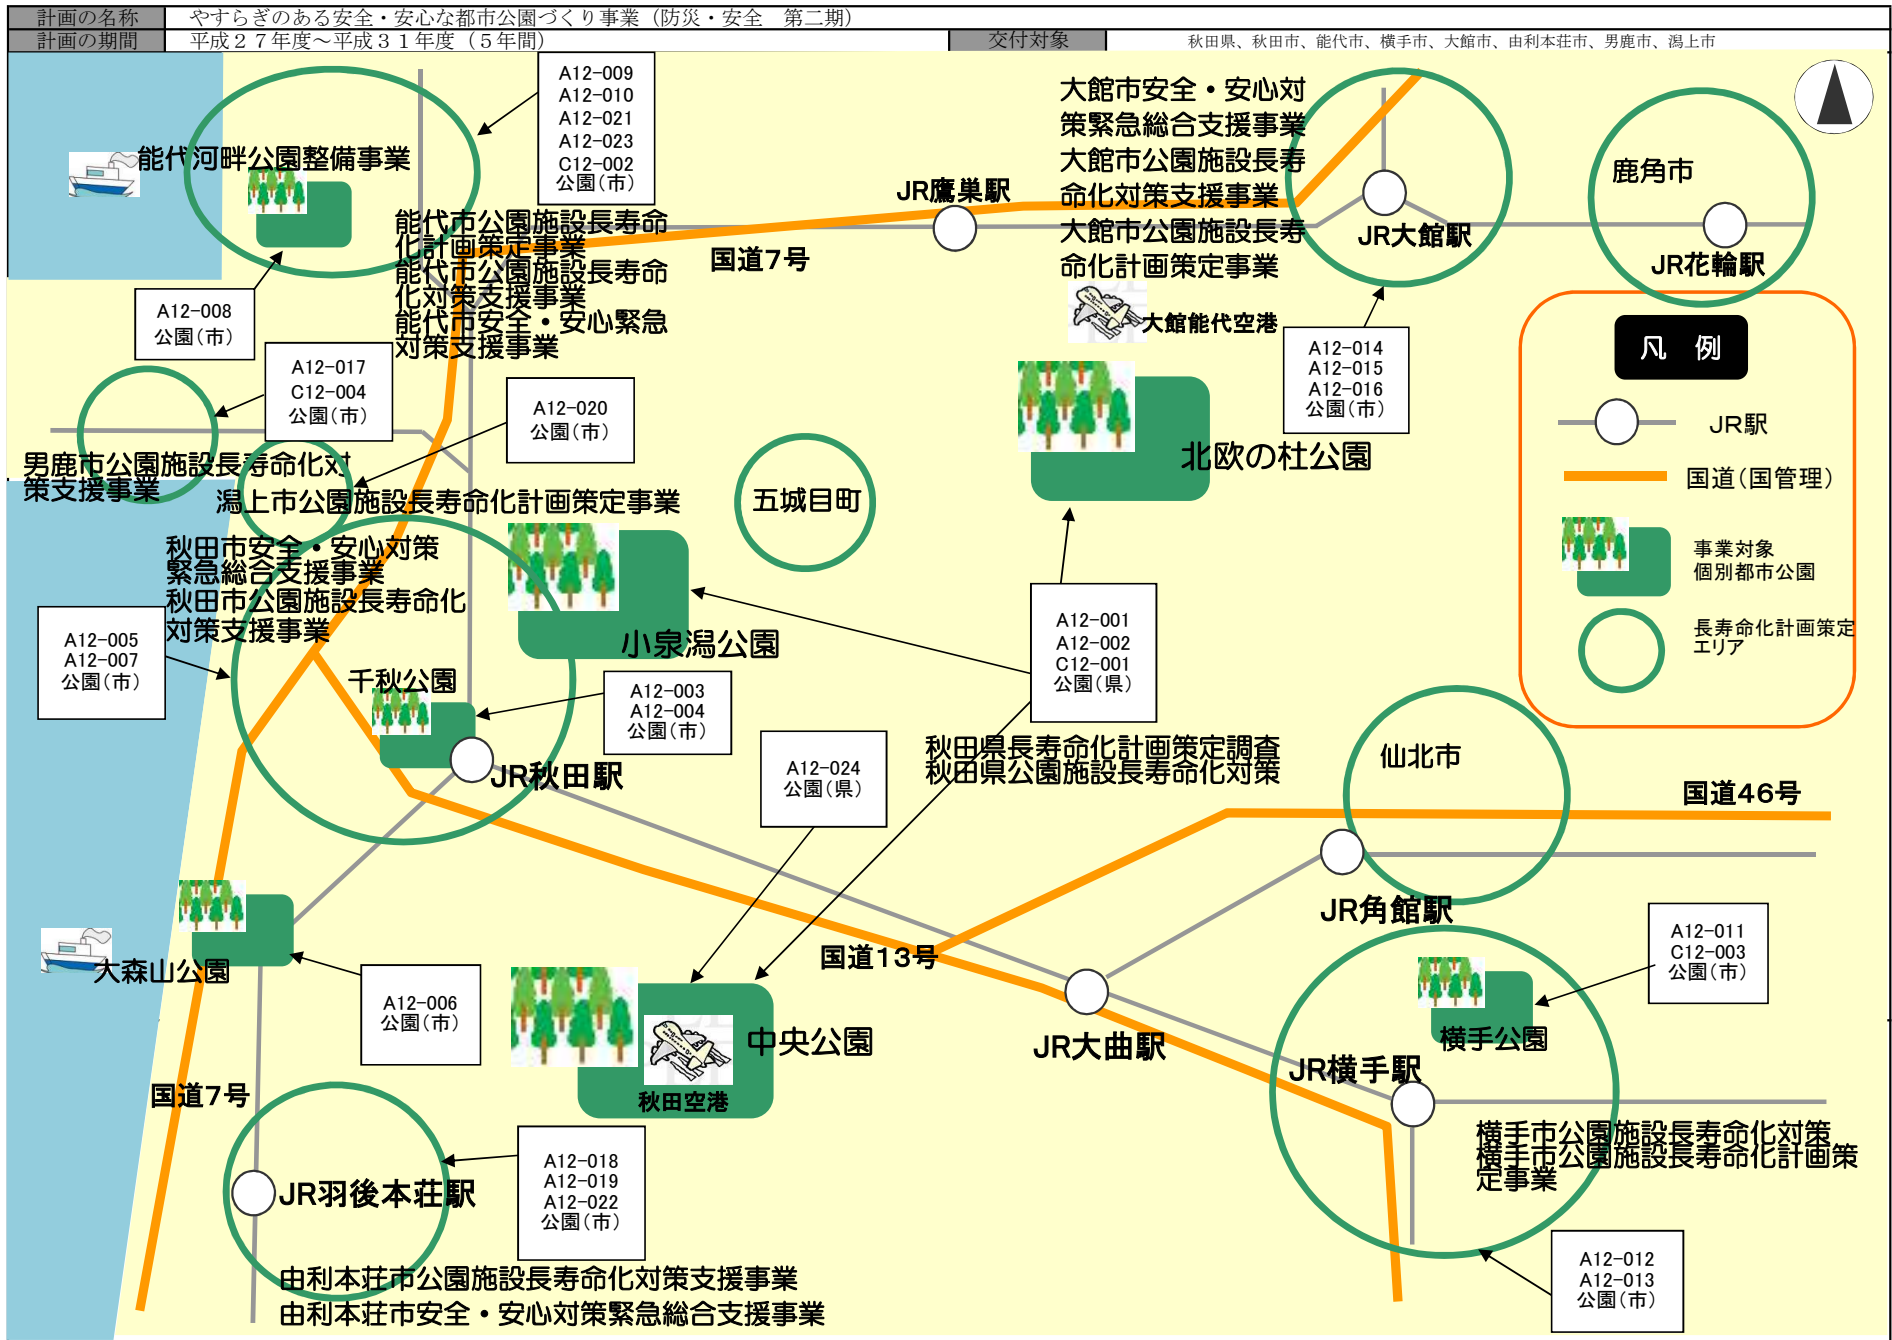 計画の名称
やすらぎのある安全・安心な都市公園づくり事業（防災・安全　第二期）
計画の期間
平成２７年度～平成３１年度（５年間）
交付対象
秋田県、秋田市、能代市、横手市、大館市、由利本荘市、男鹿市、潟上市
A12-009
A12-010
A12-021
A12-023
C12-002
公園(市)
能代河畔公園整備事業
A12-008
公園(市)
能代市公園施設長寿命
化計画策定事業
能代市公園施設長寿命
化対策支援事業
能代市安全・安心緊急
対策支援事業
国道7号
JR鷹巣駅
大館市安全・安心対
策緊急総合支援事業
大館市公園施設長寿
命化対策支援事業
大館市公園施設長寿
命化計画策定事業
JR大館駅
鹿角市
JR花輪駅
大館能代空港
A12-014
A12-015
A12-016
公園(市)
凡　例
JR駅
国道(国管理)
事業対象
個別都市公園
長寿命化計画策定
エリア
A12-017
C12-004
公園(市)
A12-020
公園(市)
男鹿市公園施設長寿命化対
策支援事業
潟上市公園施設長寿命化計画策定事業
五城目町
北欧の杜公園
秋田市安全・安心対策
緊急総合支援事業
秋田市公園施設長寿命化
対策支援事業
A12-005
A12-007
公園(市)
小泉潟公園
千秋公園
A12-003
A12-004
公園(市)
JR秋田駅
A12-001
A12-002
C12-001
公園(県)
秋田県長寿命化計画策定調査
秋田県公園施設長寿命化対策
A12-024
公園(県)
仙北市
国道46号
JR角館駅
大森山公園
A12-006
公園(市)
国道13号
中央公園
秋田空港
JR大曲駅
A12-011
C12-003
公園(市)
横手公園
JR横手駅
横手市公園施設長寿命化対策
横手市公園施設長寿命化計画策
定事業
A12-012
A12-013
公園(市)
国道7号
JR羽後本荘駅
A12-018
A12-019
A12-022
公園(市)
由利本荘市公園施設長寿命化対策支援事業
由利本荘市安全・安心対策緊急総合支援事業